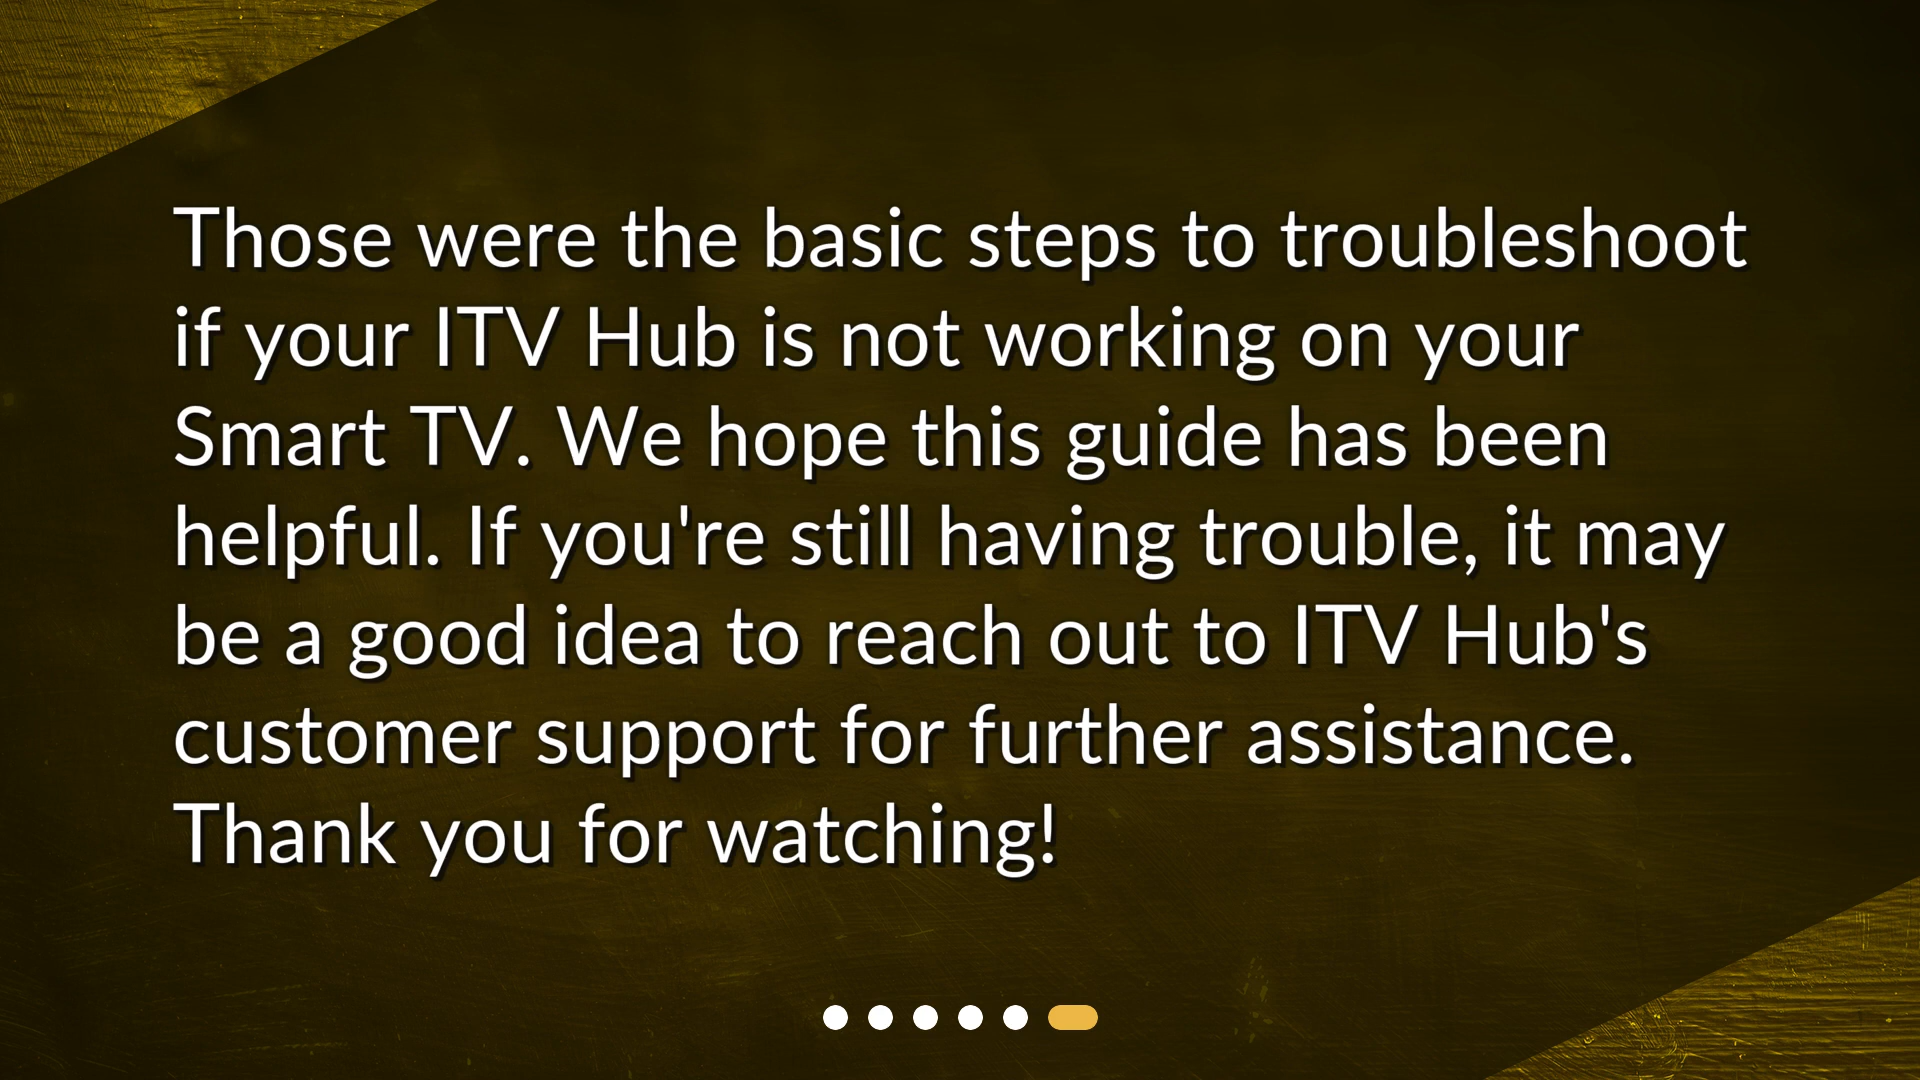 Those were the basic steps to troubleshoot
if your ITV Hub is not working on your
Smart TV. We hope this guide has been
helpful. If you're still having trouble, it may
be a good idea to reach out to ITV Hub's
customer support for further assistance.
Thank you for watching!